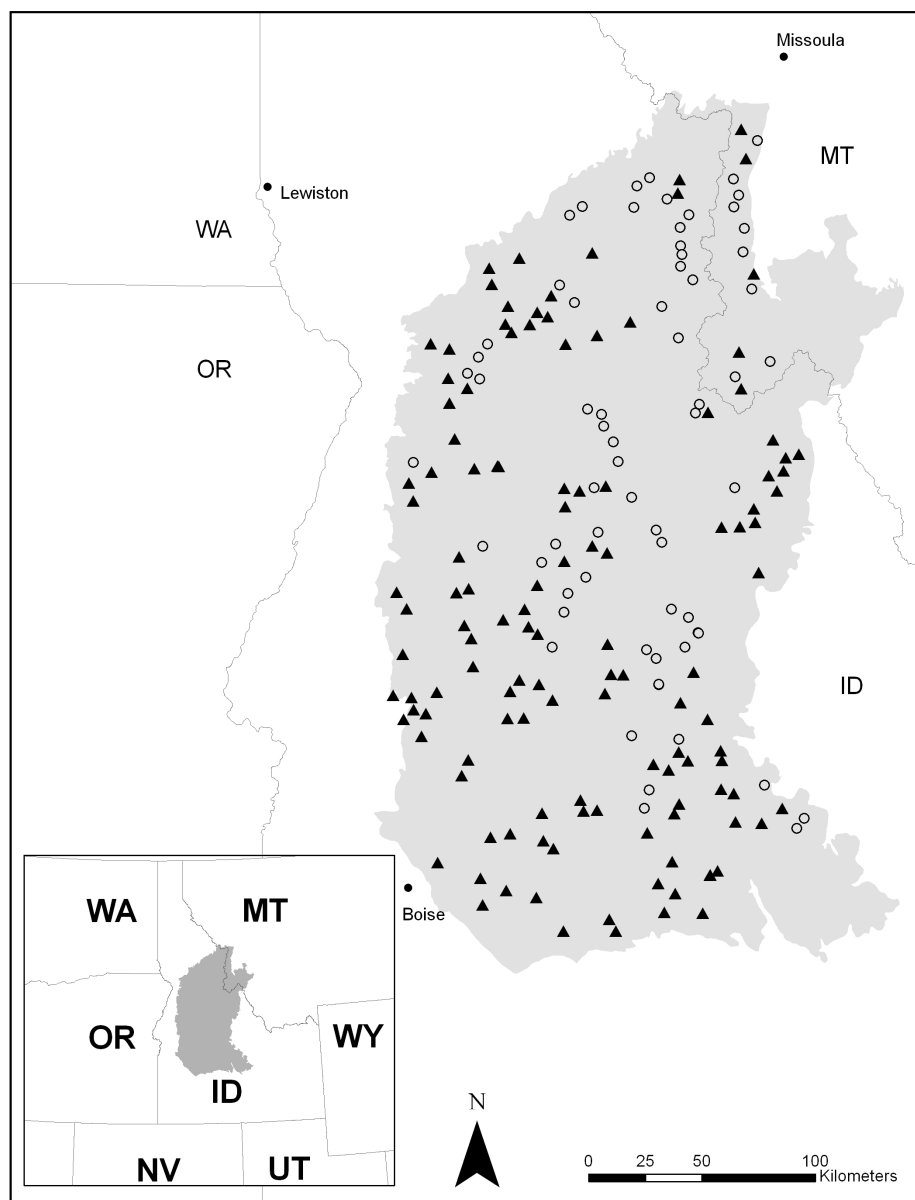 Missoula
MT
Lewiston
WA
OR
ID
Boise
WA
MT
OR
WY
ID
NV
UT
N
0 25 50 100
Kilometers